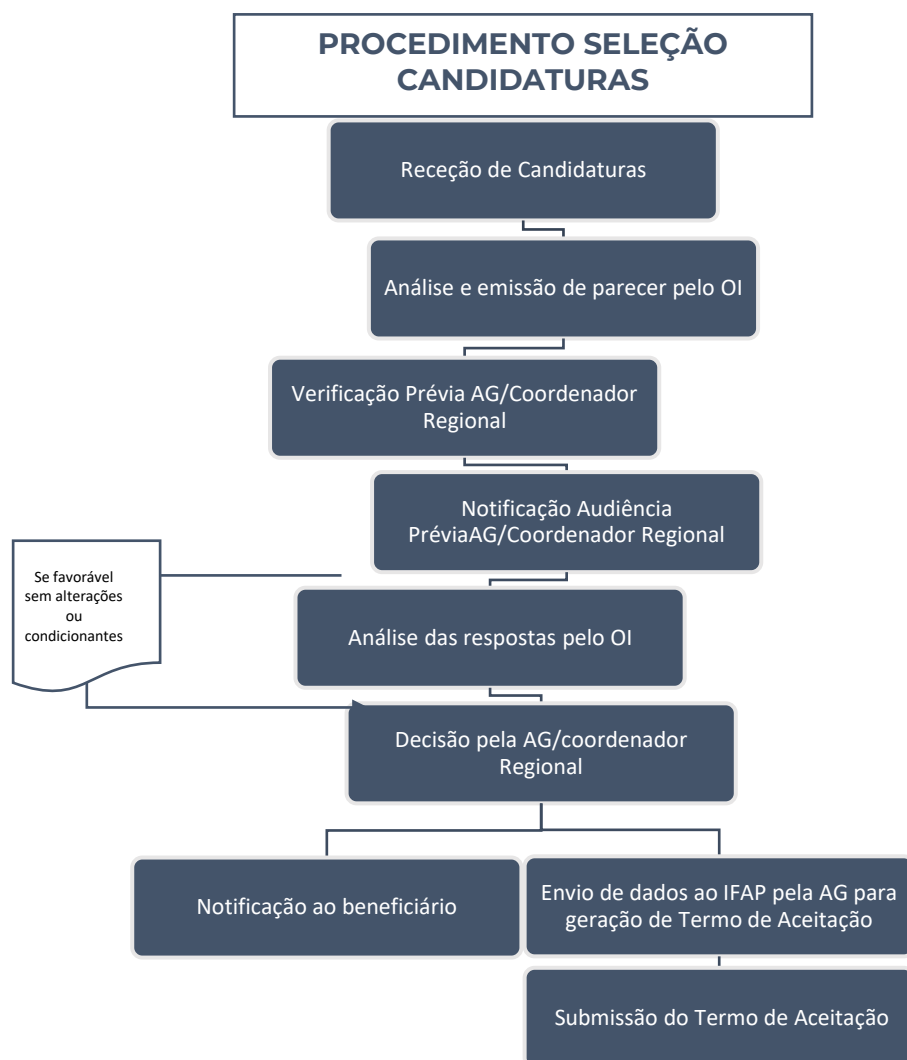 PROCEDIMENTO SELEÇÃO
CANDIDATURAS
Receção de Candidaturas
Análise e emissão de parecer pelo OI
Verificação Prévia AG/Coordenador
Regional
Notificação Audiência
PréviaAG/Coordenador Regional
Se favorável
sem alterações
ou
condicionantes
Análise das respostas pelo OI
Decisão pela AG/coordenador
Regional
Notificação ao beneficiário
Envio de dados ao IFAP pela AG para
geração de Termo de Aceitação
Submissão do Termo de Aceitação